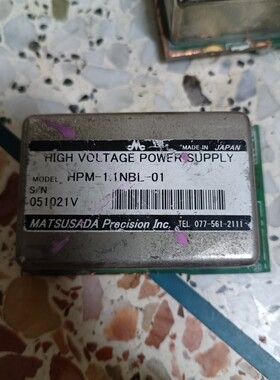 MADE IN JAPAN
HIGH VOLTAGE POWER SUPPLY
MODEL HPM-1.1NBL-01
S/N
051021V
MATSUSADA Precision Inc. TEL 077-561-2111